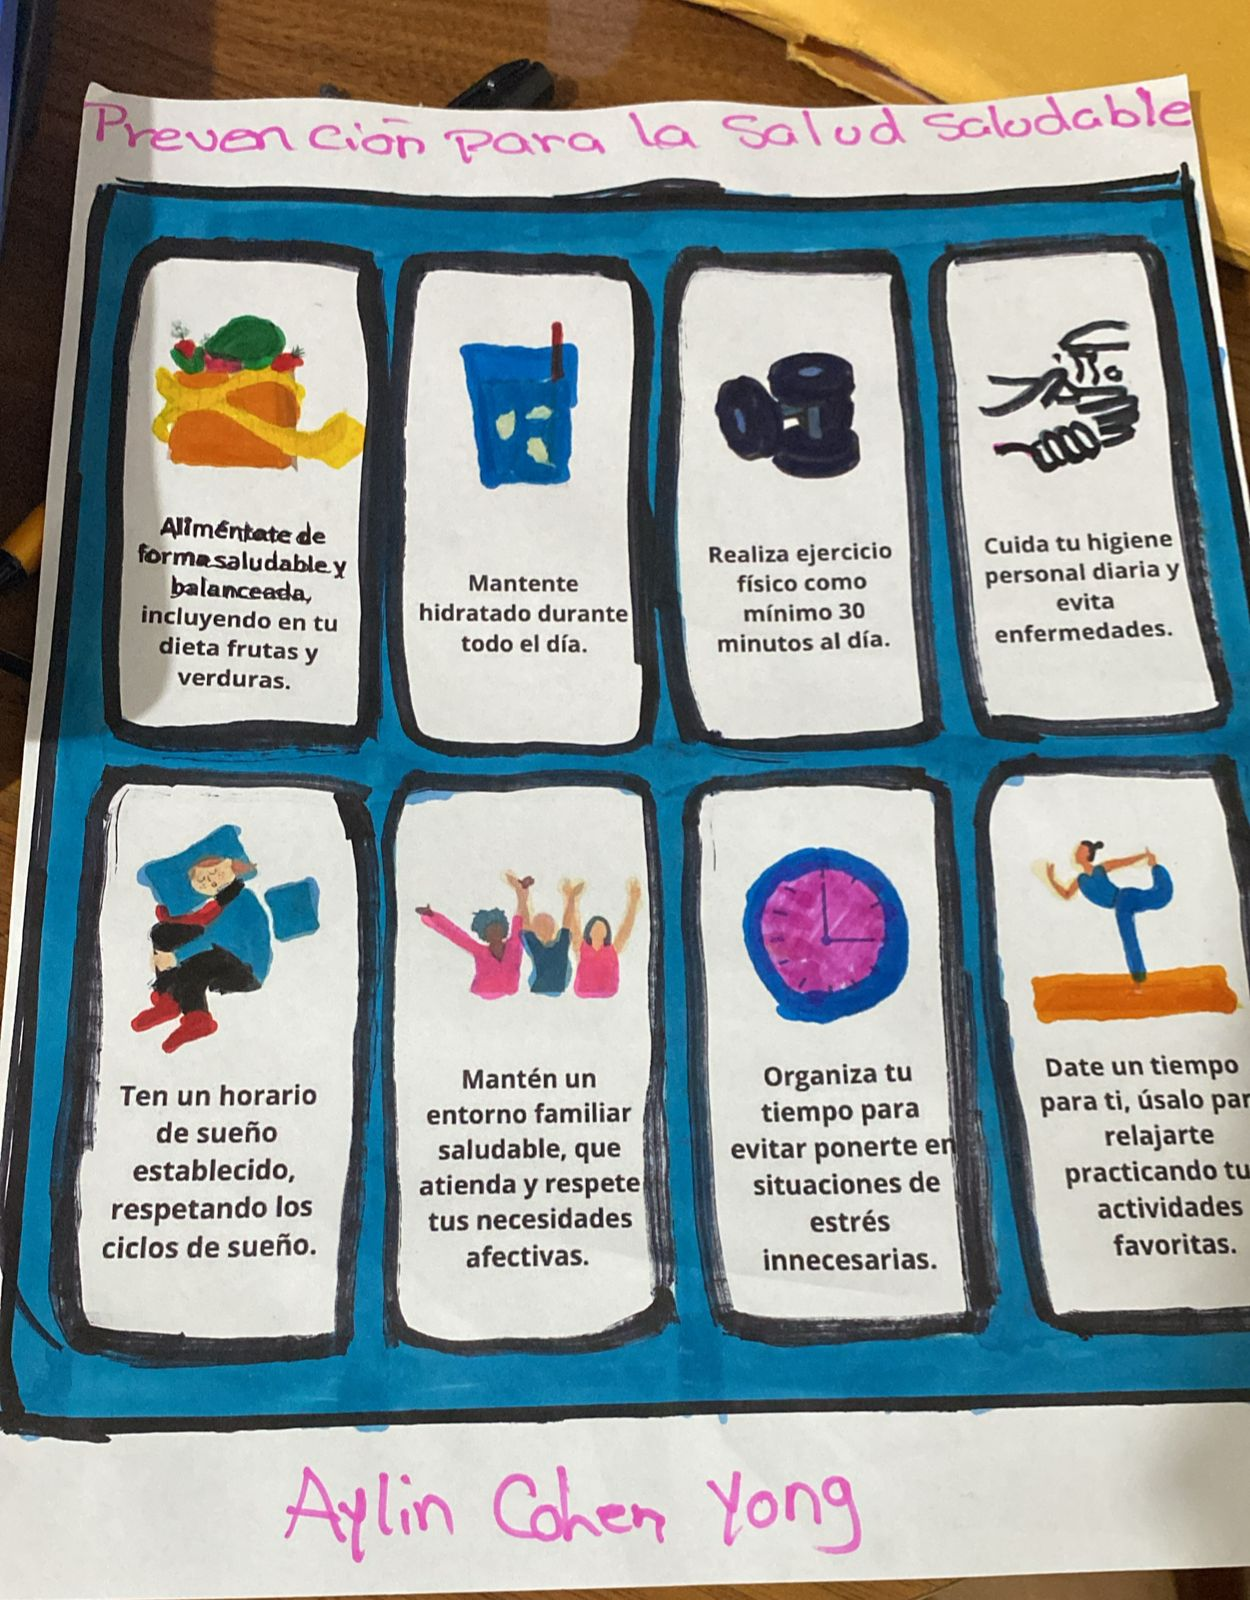 Prevención para la Salud Saludable
Aliméntate de
forma saludable y
balanceada,
incluyendo en tu
dieta frutas y
verduras.
Mantente
hidratado durante
todo el día.
Realiza ejercicio
físico como
mínimo 30
minutos al día.
Cuida tu higiene
personal diaria y
evita
enfermedades.
Ten un horario
de sueño
establecido,
respetando los
ciclos de sueño.
Mantén un
entorno familiar
saludable, que
atienda y respete
tus necesidades
afectivas.
Organiza tu
tiempo para
evitar ponerte en
situaciones de
estrés
innecesarias.
Date un tiempo
para ti, úsalo par
relajarte
practicando tu
actividades
favoritas.
Aylin Cohen Yong